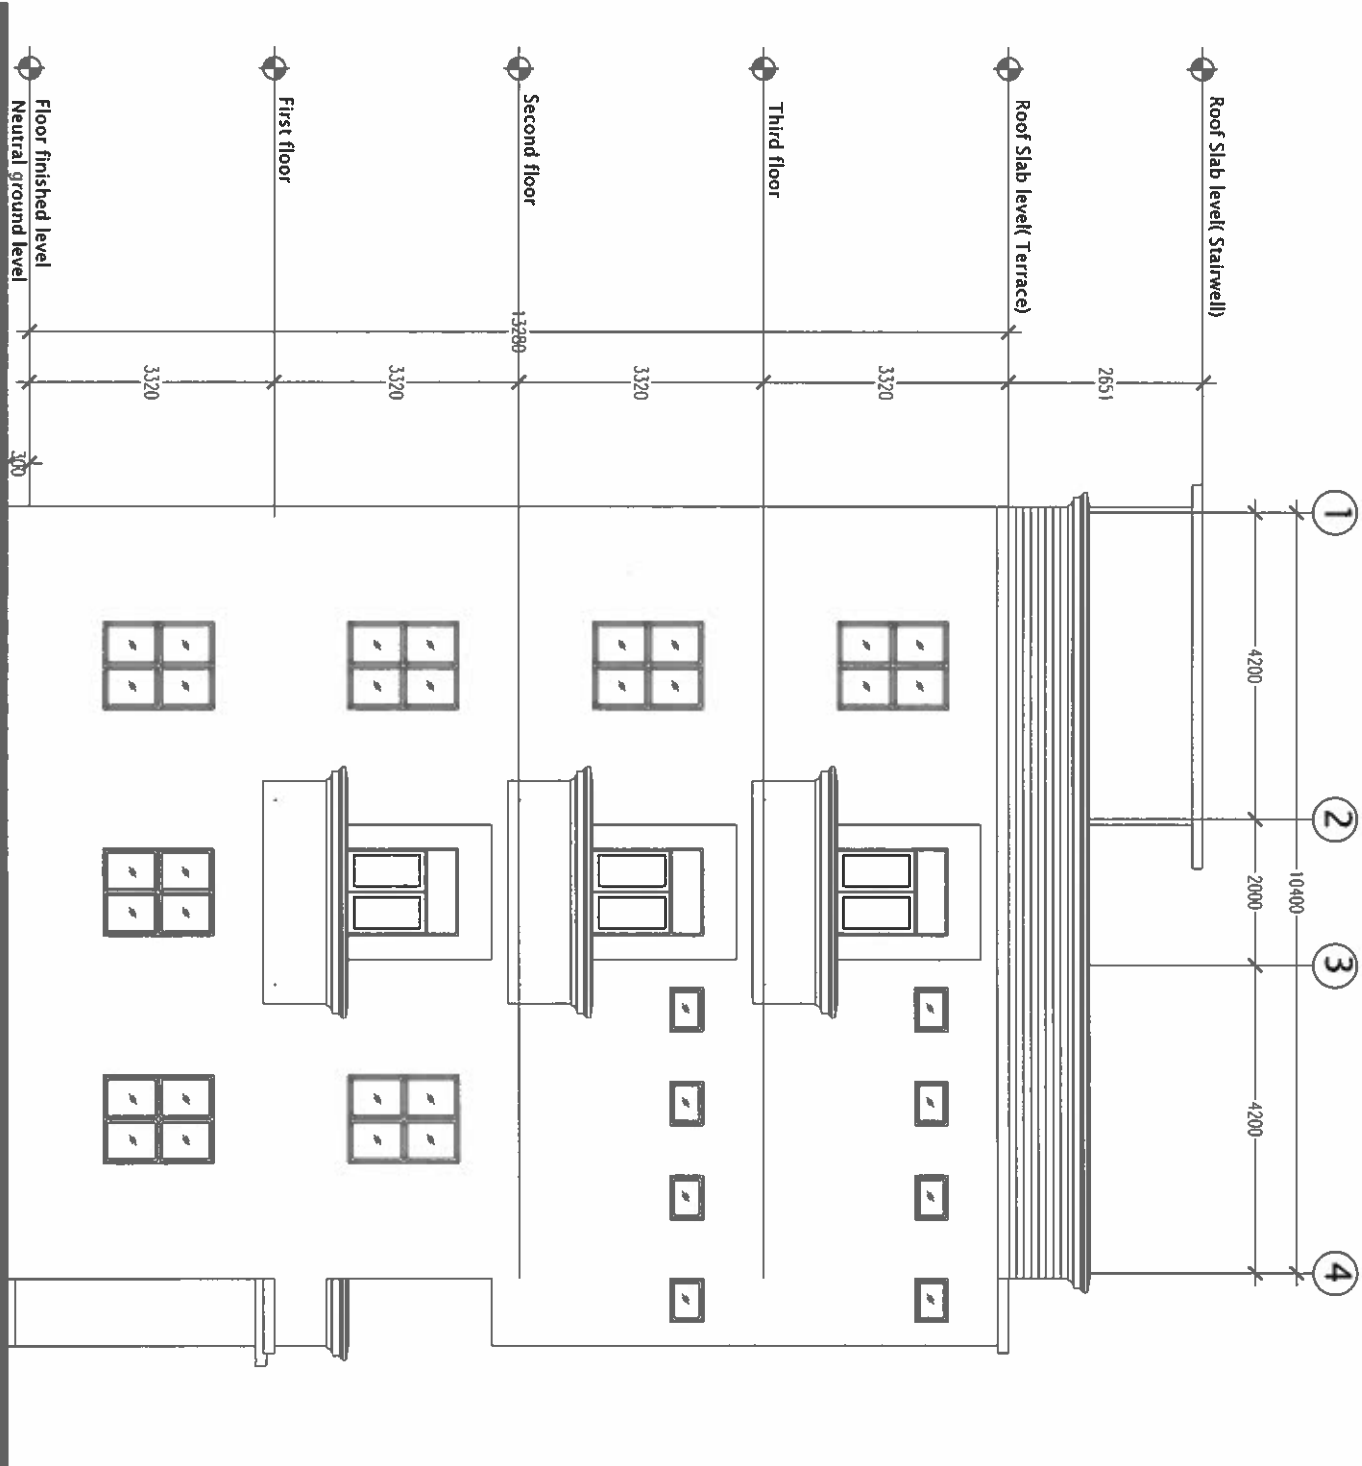 1
2
3
4
10400
4200
2000
4200
Roof Slab level( Stairwell)
2651
Roof Slab level( Terrace)
3320
Third floor
3320
Second floor
13280
3320
First floor
3320
Floor finished level
Neutral ground level
300